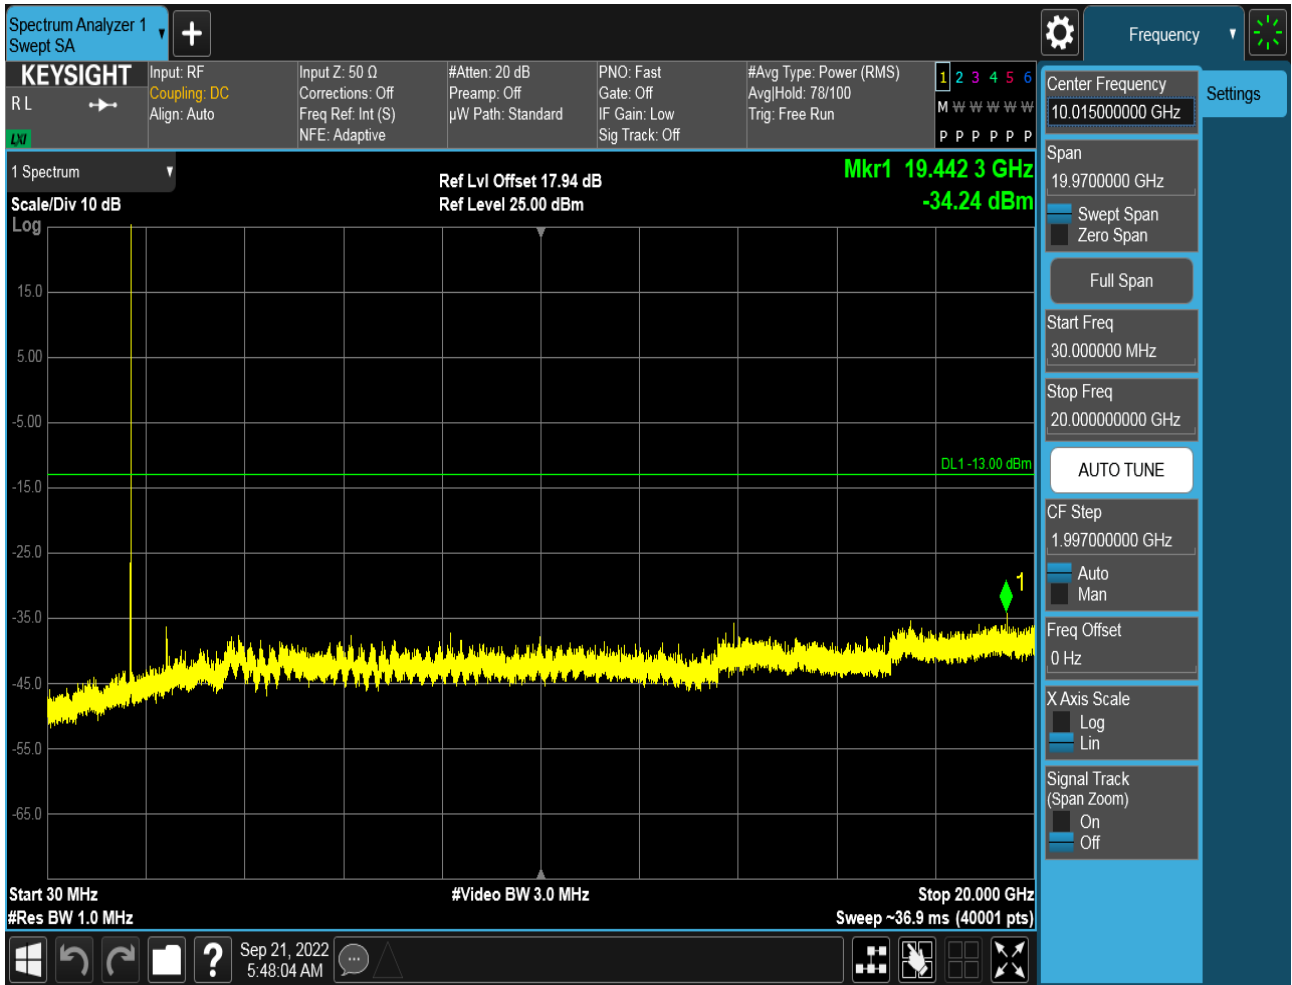 Spectrum Analyzer 1
Swept SA
Frequency
KEYSIGHT
R L
LXI
Input: RF
Coupling: DC
Align: Auto
Input Z: 50 Ω
Corrections: Off
Freq Ref: Int (S)
NFE: Adaptive
#Atten: 20 dB
Preamp: Off
µW Path: Standard
PNO: Fast
Gate: Off
IF Gain: Low
Sig Track: Off
#Avg Type: Power (RMS)
Avg|Hold: 78/100
Trig: Free Run
1 2 3 4 5 6
M W W W W W
P P P P P P
1 Spectrum
Scale/Div 10 dB
Log
Ref Lvl Offset 17.94 dB
Ref Level 25.00 dBm
Mkr1 19.442 3 GHz
-34.24 dBm
15.0
5.00
-5.00
-15.0
-25.0
-35.0
-45.0
-55.0
-65.0
DL1 -13.00 dBm
1
Start 30 MHz
#Res BW 1.0 MHz
#Video BW 3.0 MHz
Stop 20.000 GHz
Sweep ~36.9 ms (40001 pts)
Center Frequency
10.015000000 GHz
Settings
Span
19.9700000 GHz
Swept Span
Zero Span
Full Span
Start Freq
30.000000 MHz
Stop Freq
20.000000000 GHz
AUTO TUNE
CF Step
1.997000000 GHz
Auto
Man
Freq Offset
0 Hz
X Axis Scale
Log
Lin
Signal Track
(Span Zoom)
On
Off
?
Sep 21, 2022
5:48:04 AM